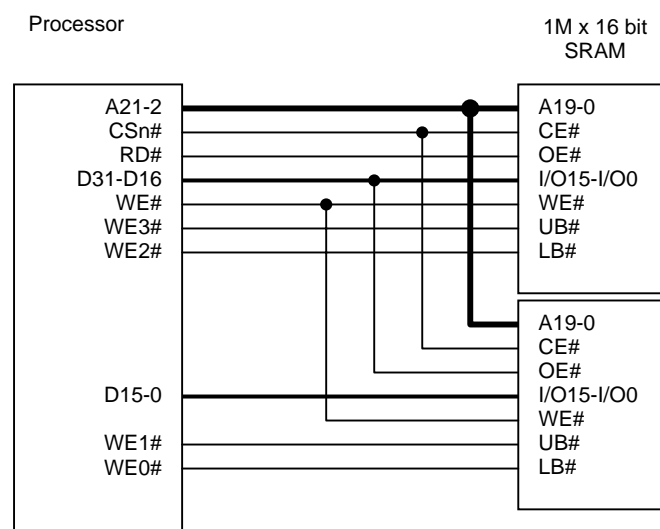 Processor
1M x 16 bit
SRAM
A21-2
CSn#
RD#
D31-D16
WE#
WE3#
WE2#
D15-0
WE1#
WE0#
A19-0
CE#
OE#
I/O15-I/O0
WE#
UB#
LB#
A19-0
CE#
OE#
I/O15-I/O0
WE#
UB#
LB#